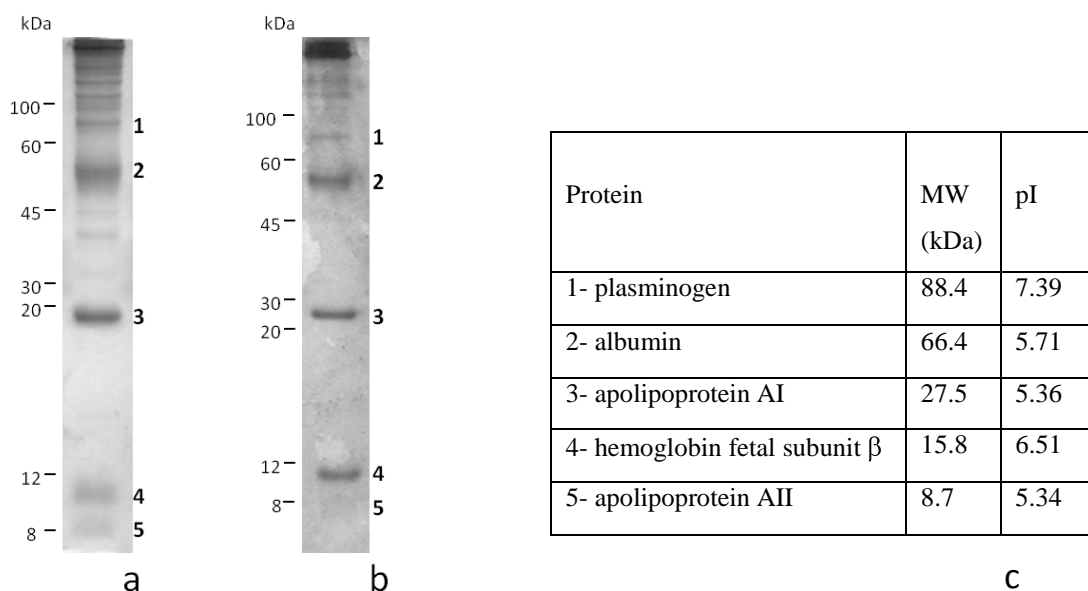 kDa
100
60
45
30
20
12
8
1
2
3
4
5
a
kDa
100
60
45
30
20
12
8
1
2
3
4
5
b
Protein MW (kDa) pI
1- plasminogen 88.4 7.39
2- albumin 66.4 5.71
3- apolipoprotein AI 27.5 5.36
4- hemoglobin fetal subunit β 15.8 6.51
5- apolipoprotein AII 8.7 5.34
c